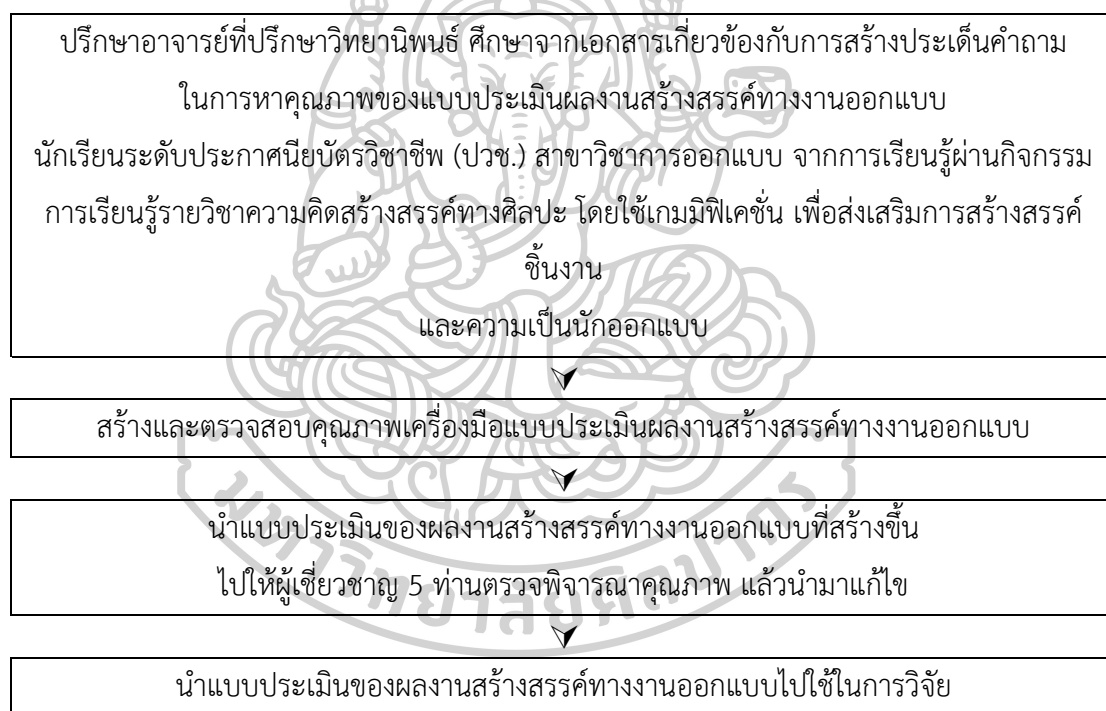 ปรึกษาอาจารย์ที่ปรึกษาวิทยานิพนธ์ ศึกษาจากเอกสารเกี่ยวข้องกับการสร้างประเด็นคำถาม
ในการหาคุณภาพของแบบประเมินผลงานสร้างสรรค์ทางงานออกแบบ
นักเรียนระดับประกาศนียบัตรวิชาชีพ (ปวช.) สาขาวิชาการออกแบบ จากการเรียนรู้ผ่านกิจกรรม
การเรียนรู้รายวิชาความคิดสร้างสรรค์ทางศิลปะ โดยใช้เกมมิฟิเคชั่น เพื่อส่งเสริมการสร้างสรรค์
ชิ้นงาน
และความเป็นนักออกแบบ
สร้างและตรวจสอบคุณภาพเครื่องมือแบบประเมินผลงานสร้างสรรค์ทางงานออกแบบ
นำแบบประเมินของผลงานสร้างสรรค์ทางงานออกแบบที่สร้างขึ้น
ไปให้ผู้เชี่ยวชาญ 5 ท่านตรวจพิจารณาคุณภาพ แล้วนำมาแก้ไข
มหาวิทยาลัยศิลปากร
นำแบบประเมินของผลงานสร้างสรรค์ทางงานออกแบบไปใช้ในการวิจัย